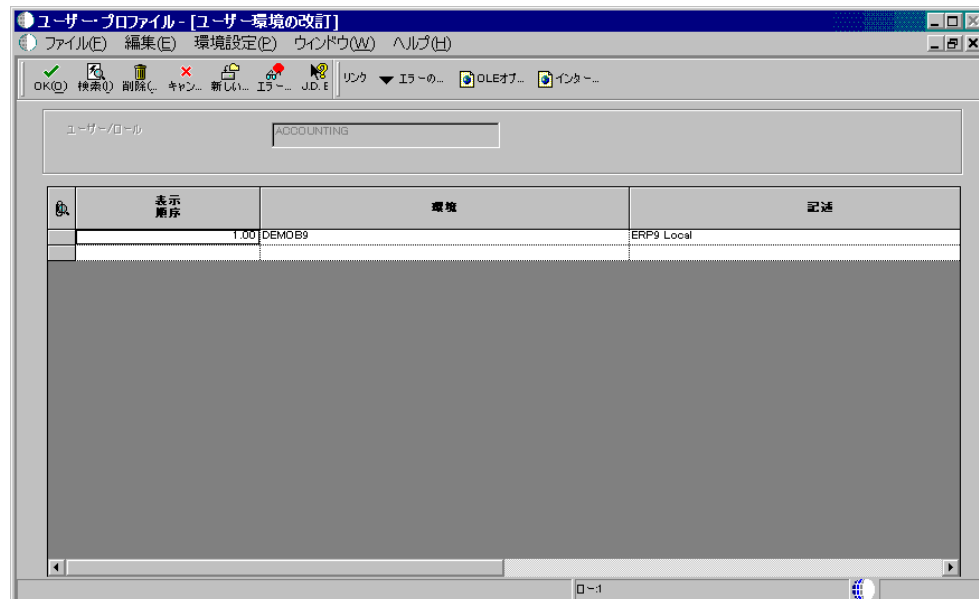 ユーザー・プロファイル - [ユーザー環境の改訂]
ファイル(F) 編集(E) 環境設定(P) ウィンドウ(W) ヘルプ(H)
OK(O) 検索(I) 削除(... キャン... 新しい... エラー... J.D. E リンク エラーの... OLEオブ... インター...
ユーザー/ロール ACCOUNTING
表示順序 環境 記述
1.00 DEMOB9 ERP9 Local
ロー:1